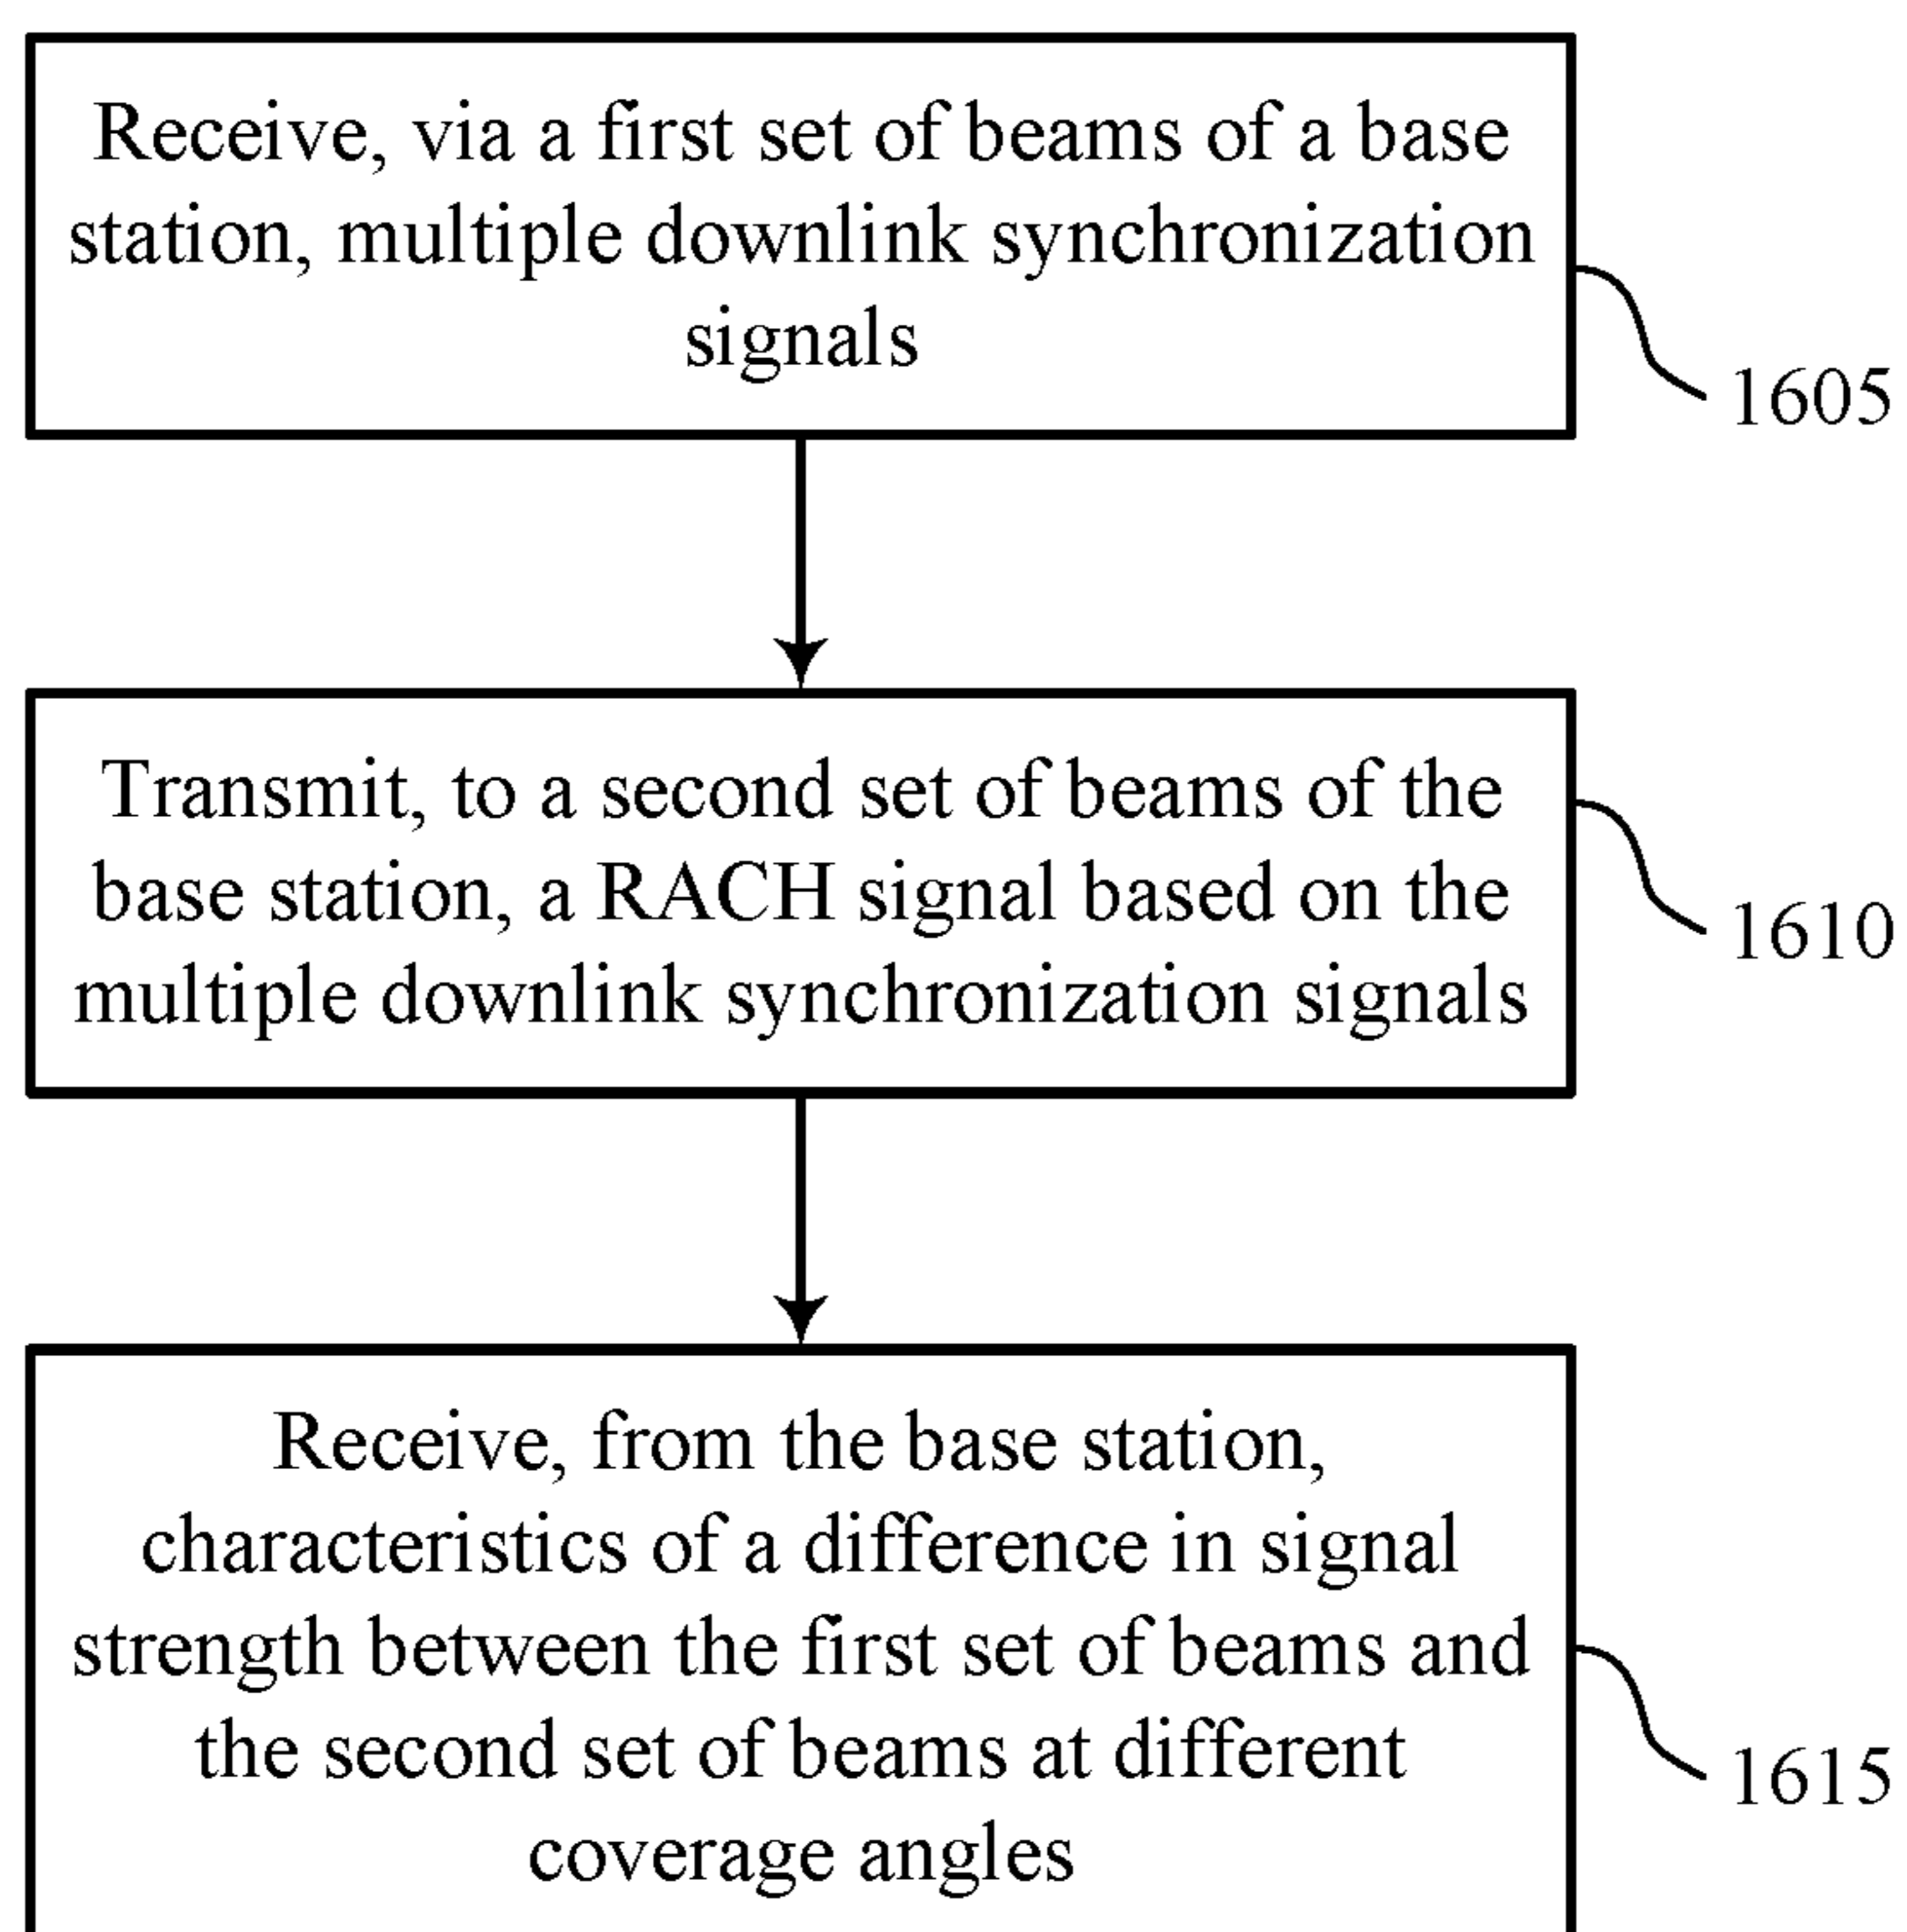 Receive, via a first set of beams of a base
station, multiple downlink synchronization
signals
1605
Transmit, to a second set of beams of the
base station, a RACH signal based on the
multiple downlink synchronization signals
1610
Receive, from the base station,
characteristics of a difference in signal
strength between the first set of beams and
the second set of beams at different
coverage angles
1615